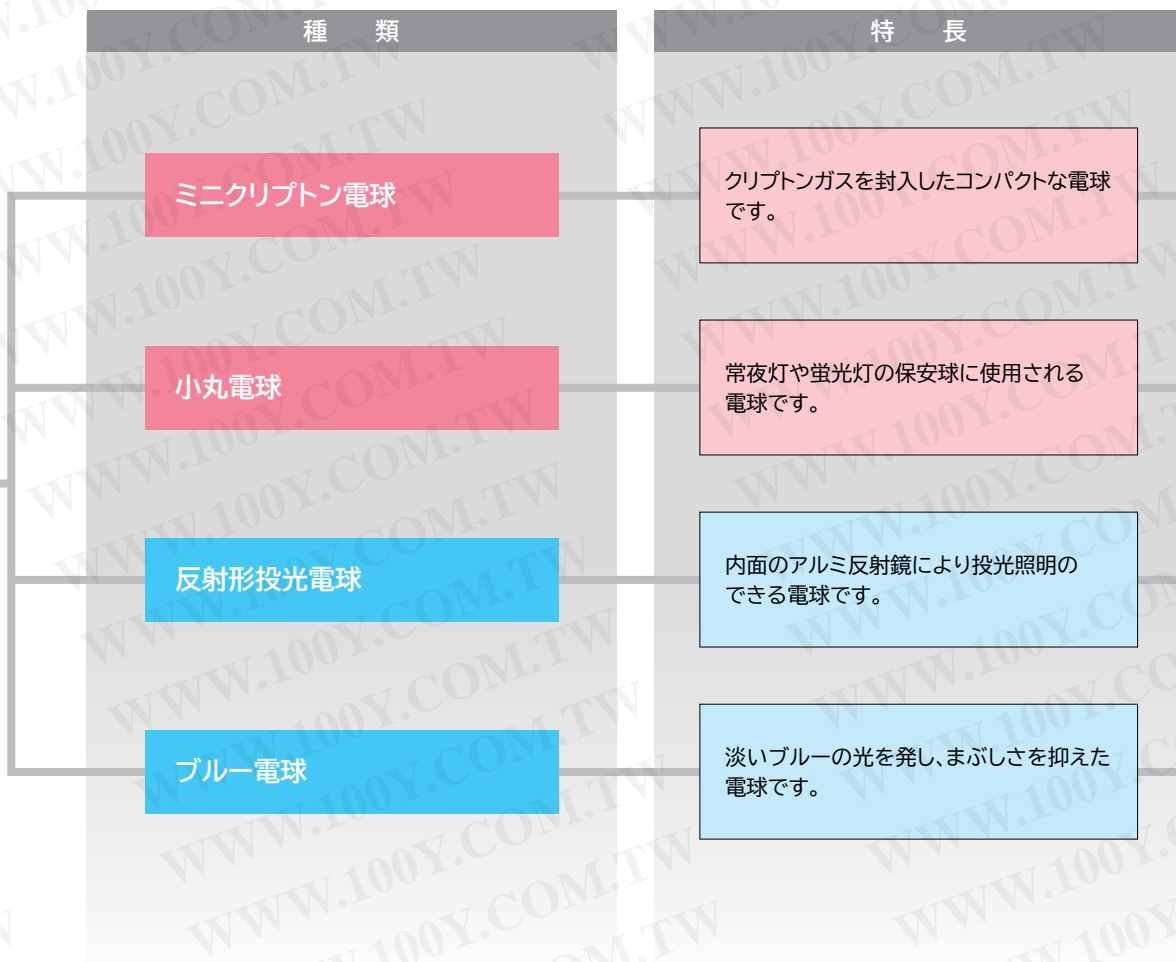 種　類
特　長
ミニクリプトン電球
クリプトンガスを封入したコンパクトな電球
です。
小丸電球
常夜灯や蛍光灯の保安球に使用される
電球です。
反射形投光電球
内面のアルミ反射鏡により投光照明の
できる電球です。
ブルー電球
淡いブルーの光を発し、まぶしさを抑えた
電球です。
WWW.100Y.COM.TW